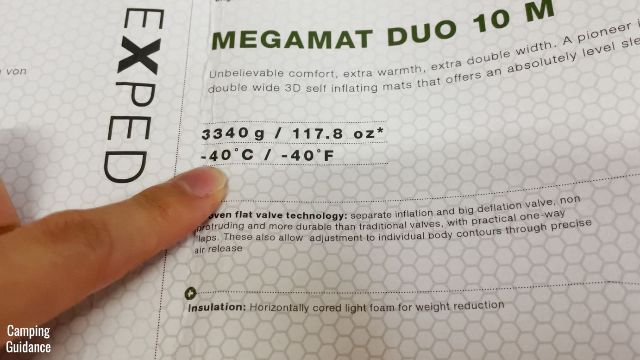 von
EXPED
MEGAMAT DUO 10 M
Unbelievable comfort, extra warmth, extra double width. A pioneer i
double wide 3D self inflating mats that offers an absolutely level sle
3340 g / 117.8 oz*
-40°C / -40°F
oven flat valve technology: separate inflation and big deflation valve, non
protruding and more durable than traditional valves, with practical one-way
flaps. These also allow adjustment to individual body contours through precise
air release
Insulation: Horizontally cored light foam for weight reduction
Camping
Guidance